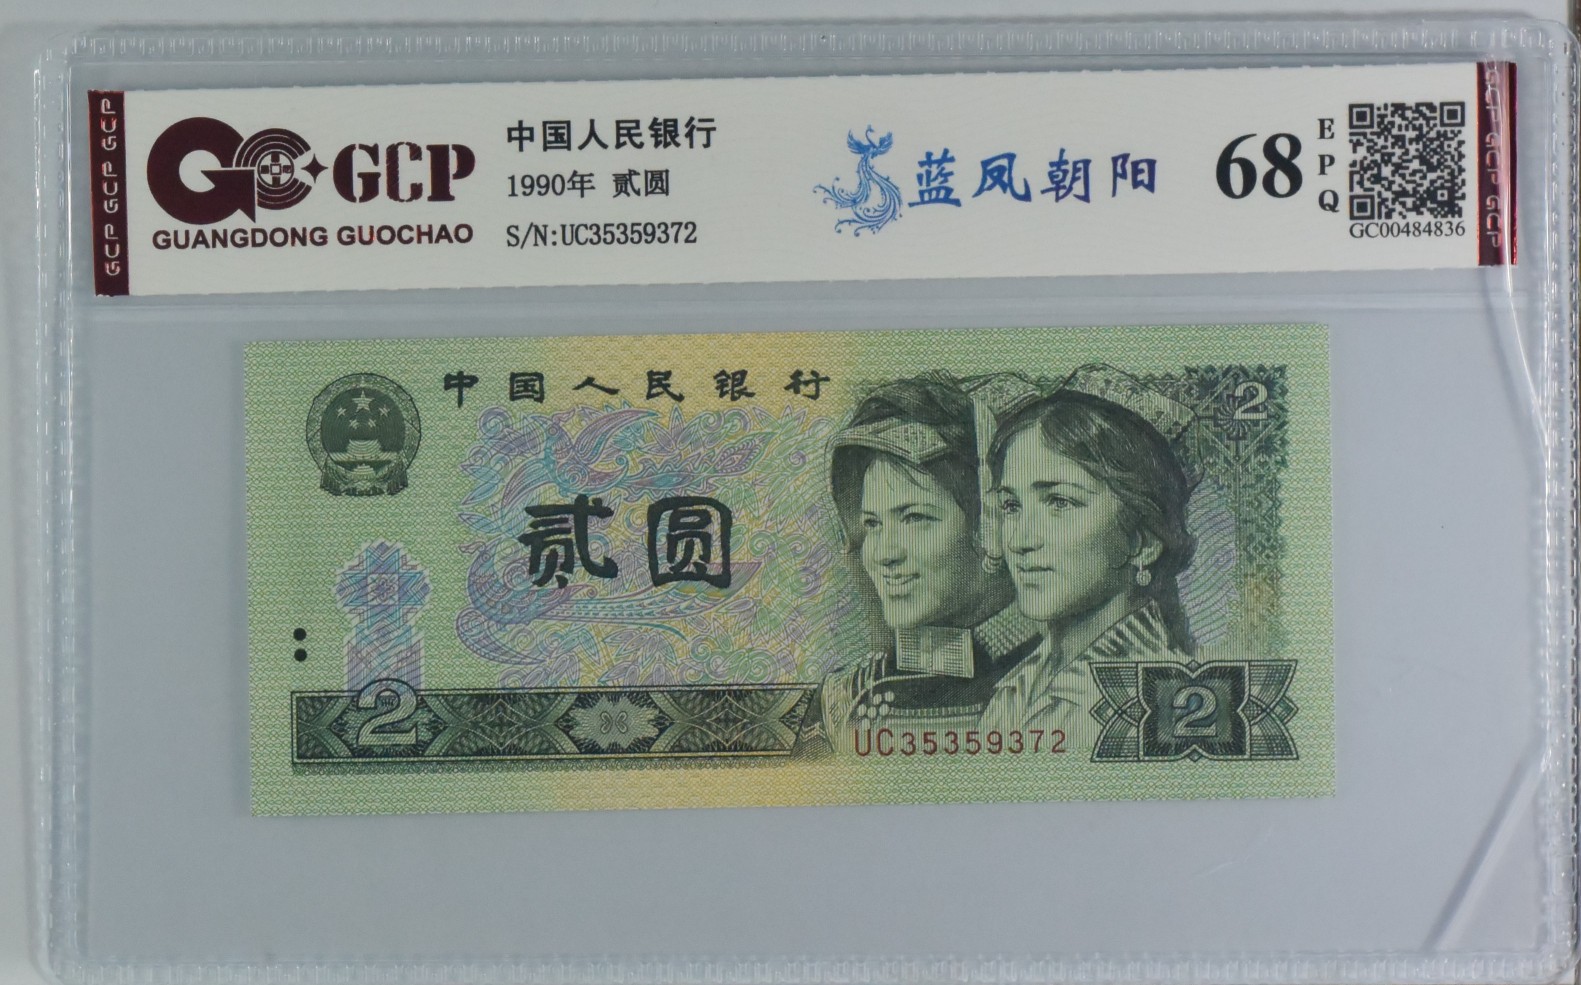 GCP GCP GCP
GCP
GUANGDONG GUOCHAO
中国人民银行
1990年 贰圆
S/N:UC35359372
蓝凤朝阳
68
EPQ
GC00484836
GCP GCP GCP
中国人民银行
2
贰圆
2
UC35359372
2